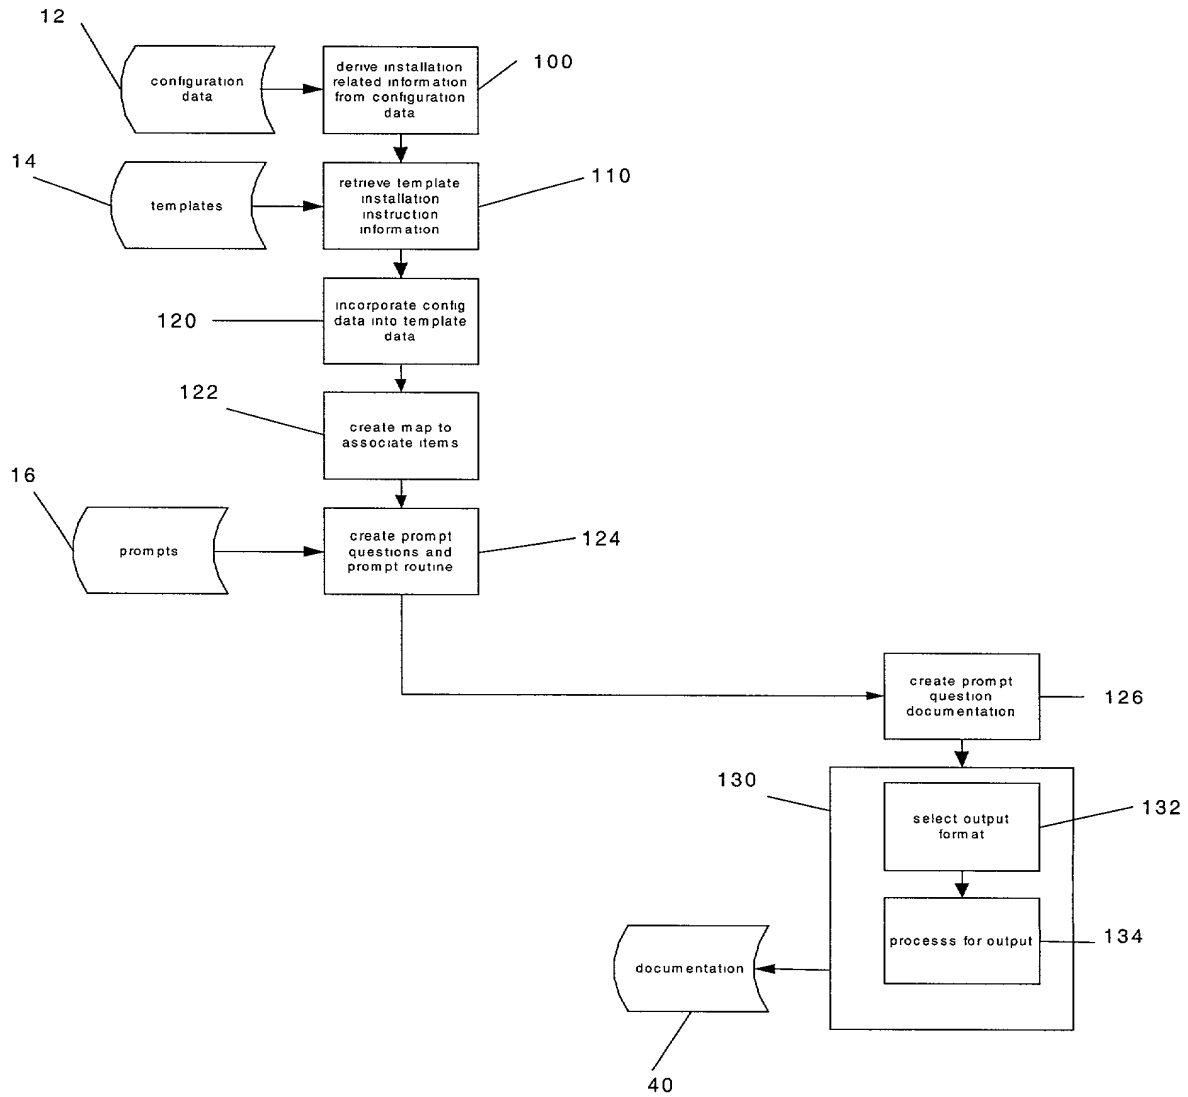 12
configuration
data
derive installation
related information
from configuration
data
100
14
templates
retrieve template
installation
instruction
information
110
120
incorporate config
data into template
data
122
create map to
associate items
16
prompts
create prompt
questions and
prompt routine
124
create prompt
question
documentation
126
130
select output
format
132
processs for output
134
documentation
40